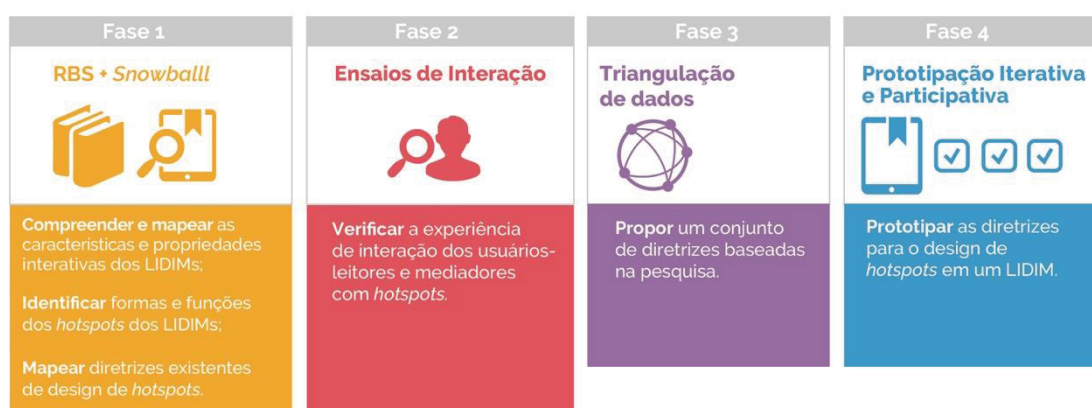 Fase 1
RBS + Snowballl
Compreender e mapear as
características e propriedades
interativas dos LIDIMs;
Identificar formas e funções
dos hotspots dos LIDIMs;
Mapear diretrizes existentes
de design de hotspots.
Fase 2
Ensaios de Interação
Verificar a experiência
de interação dos usuários-
leitores e mediadores
com hotspots.
Fase 3
Triangulação
de dados
Propor um conjunto
de diretrizes baseadas
na pesquisa.
Fase 4
Prototipação Iterativa
e Participativa
Prototipar as diretrizes
para o design de
hotspots em um LIDIM.